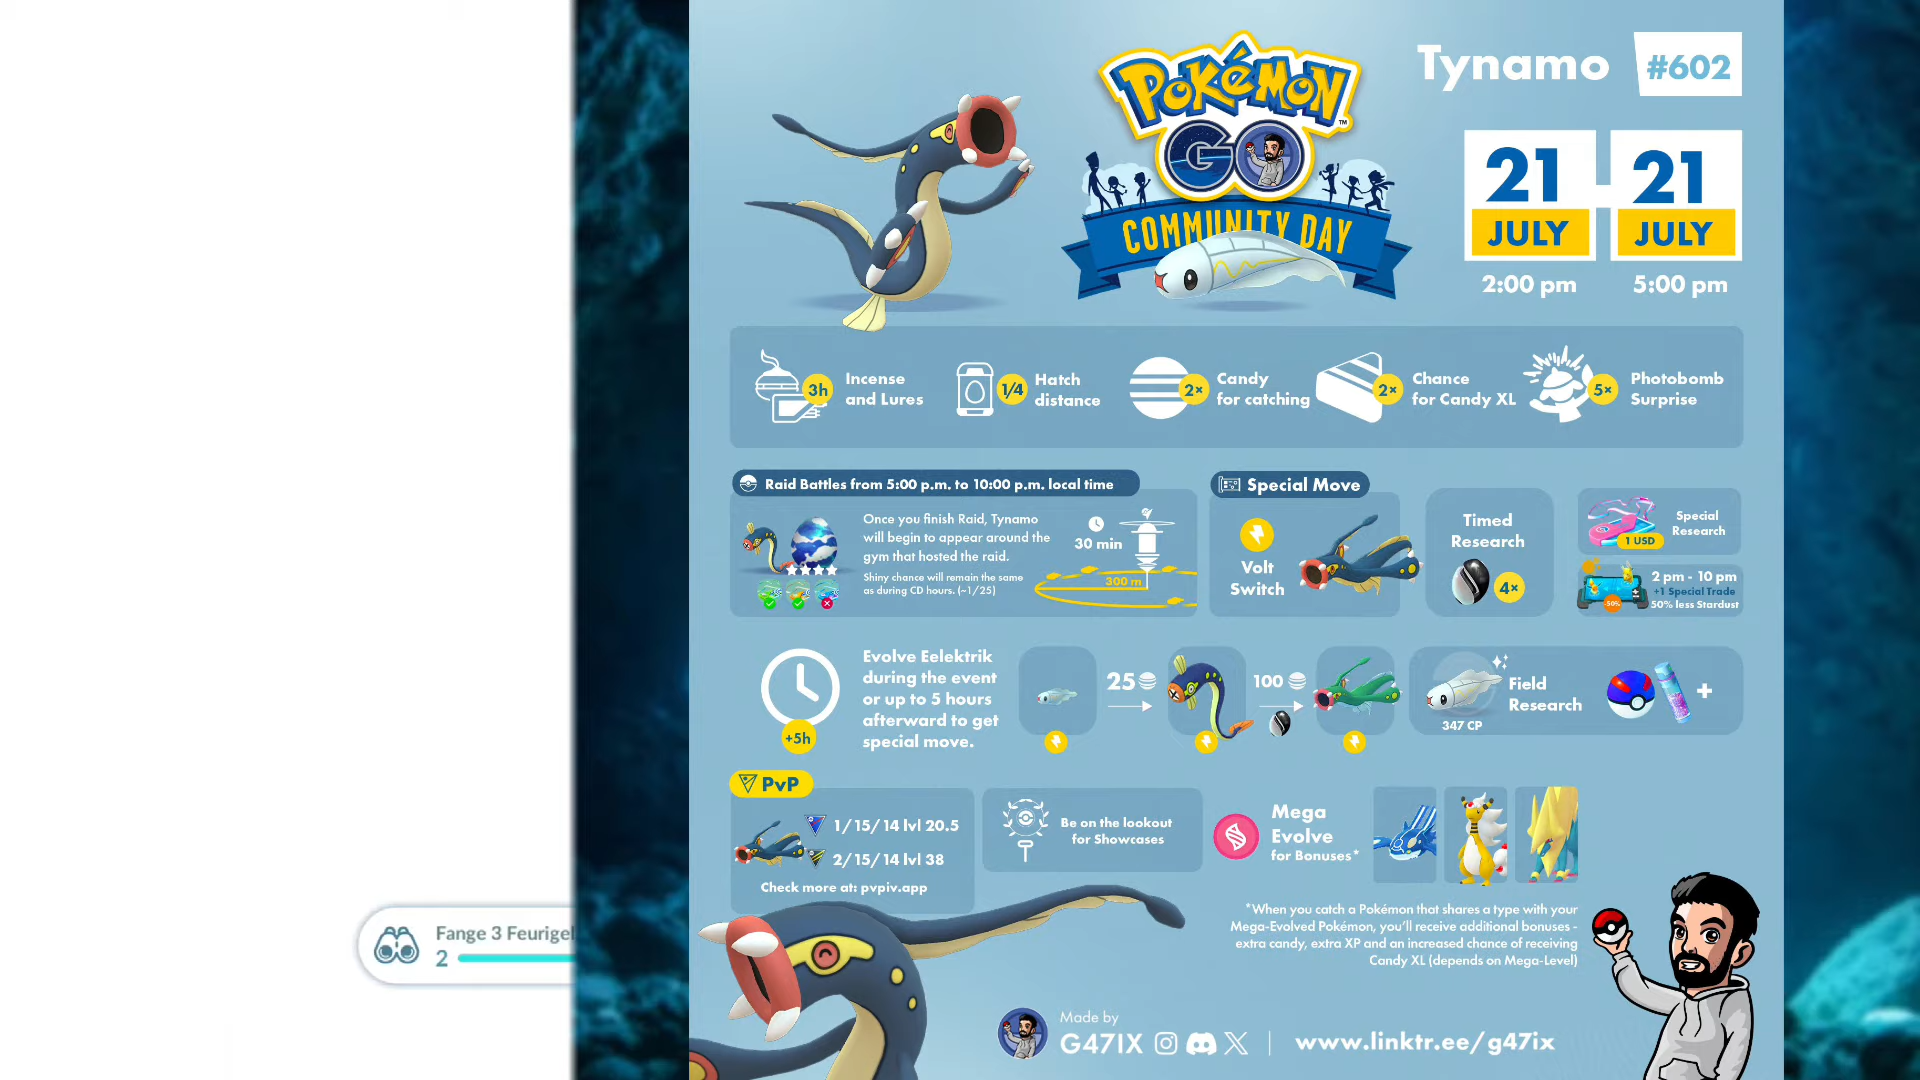 Tynamo #602
POKÉMON
GO
COMMUNITY DAY
21 JULY
2:00 pm
21 JULY
5:00 pm
3h
Incense
and Lures
1/4
Hatch
distance
2×
Candy
for catching
2×
Chance
for Candy XL
5×
Photobomb
Surprise
Raid Battles from 5:00 p.m. to 10:00 p.m. local time
Once you finish Raid, Tynamo
will begin to appear around the
gym that hosted the raid.
Shiny chance will remain the same
as during CD hours. (~1/25)
30 min
300 m
Special Move
Volt
Switch
Timed
Research
4×
Special
Research
1 USD
2 pm - 10 pm
+1 Special Trade
50% less Stardust
-50%
+5h
Evolve Eelektrik
during the event
or up to 5 hours
afterward to get
special move.
25
100
347 CP
Field
Research
+
PvP
1/15/14 lvl 20.5
2/15/14 lvl 38
Check more at: pvpiv.app
Be on the lookout
for Showcases
Mega
Evolve
for Bonuses*
*When you catch a Pokémon that shares a type with your
Mega-Evolved Pokémon, you'll receive additional bonuses -
extra candy, extra XP and an increased chance of receiving
Candy XL (depends on Mega-Level)
Fange 3 Feurigel
2
Made by
G47IX
www.linktr.ee/g47ix